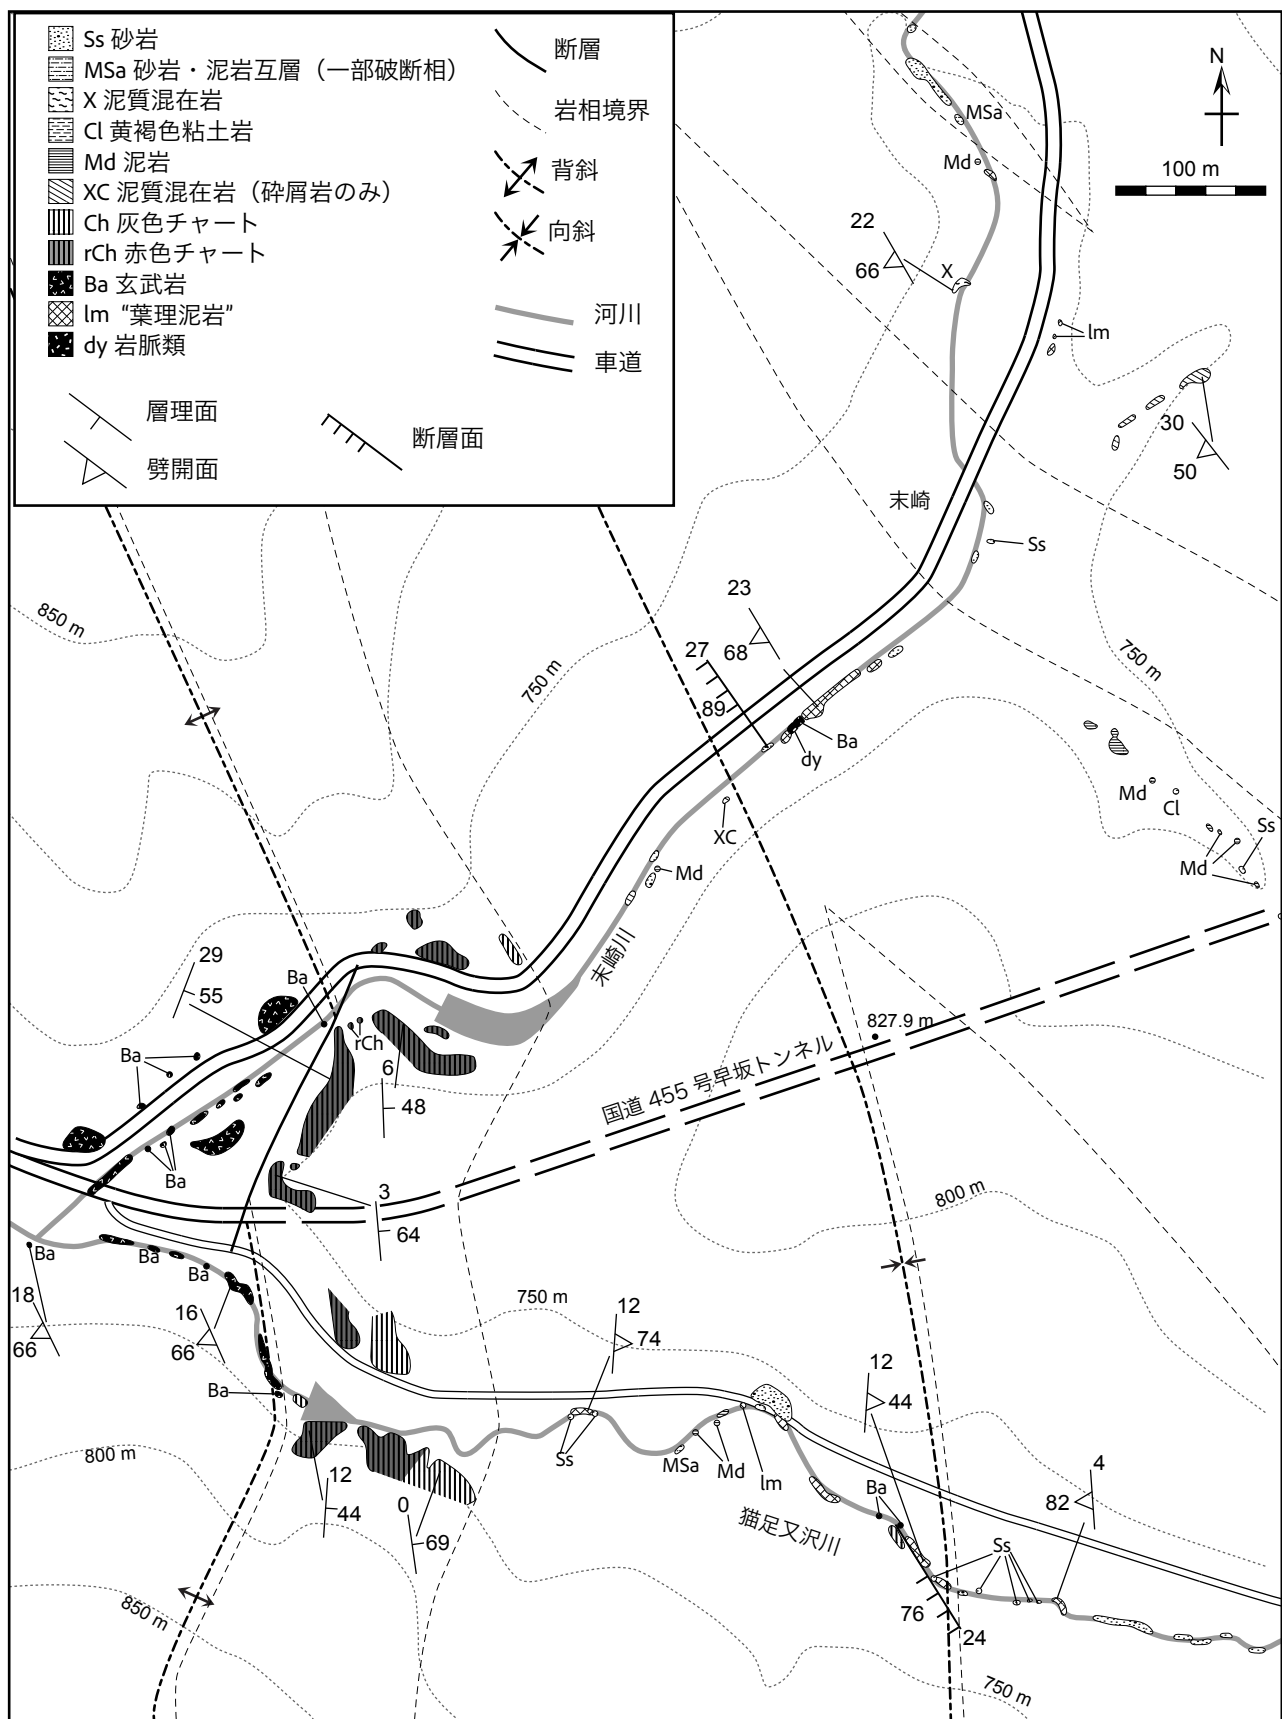 Ss 砂岩
MSa 砂岩・泥岩互層（一部破断相）
X 泥質混在岩
Cl 黄褐色粘土岩
Md 泥岩
XC 泥質混在岩（砕屑岩のみ）
Ch 灰色チャート
rCh 赤色チャート
Ba 玄武岩
lm “葉理泥岩”
dy 岩脈類
断層
岩相境界
背斜
向斜
河川
車道
層理面
劈開面
断層面
N
100 m
MSa
Md
22
66
X
lm
30
50
末崎
Ss
23
68
27
89
850 m
750 m
750 m
Ba
dy
Md
Cl
Ss
Md
XC
Md
末崎川
29
55
Ba
Ba
rCh
6
48
827.9 m
国道 455 号早坂トンネル
Ba
3
64
800 m
Ba
Ba
Ba
18
66
16
66
750 m
12
74
12
44
Ba
800 m
12
44
0
69
Ss
MSa
Md
lm
Ba
猫足又沢川
4
82
Ss
850 m
76
24
750 m